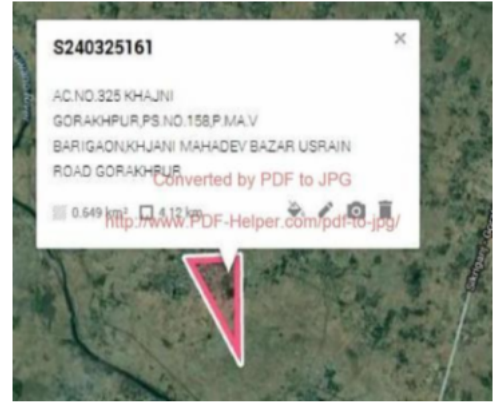 S240325161
AC.NO.325 KHAJNI
GORAKHPUR,PS.NO.158,P.MA.V
BARIGAON,KHJANI MAHADEV BAZAR USRAIN
ROAD GORAKHPUR
Converted by PDF to JPG
0.649 km² 4.12 km
http://www.PDF-Helper.com/pdf-to-jpg/